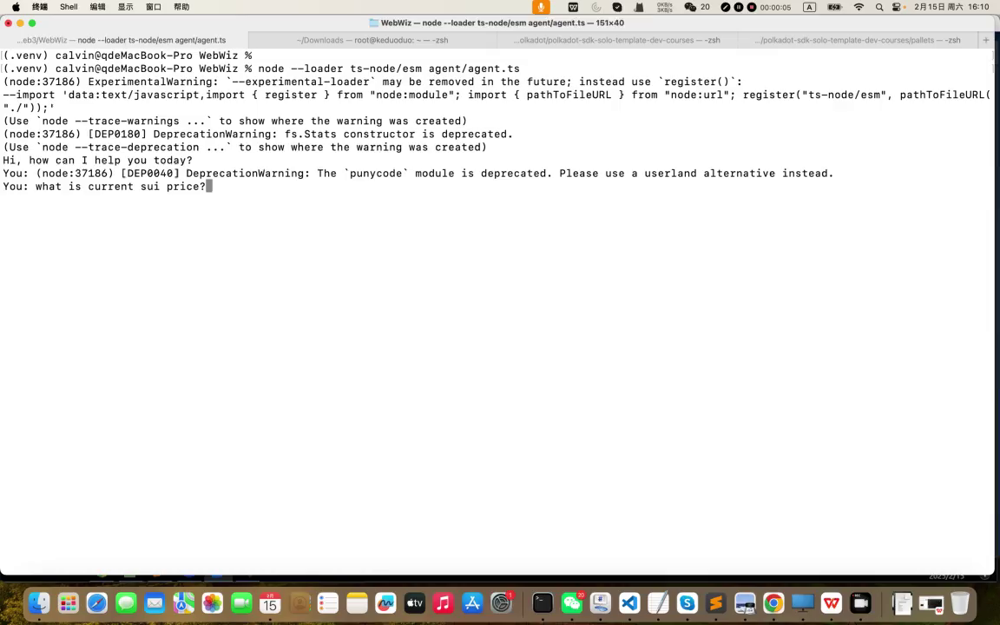 终端 Shell 编辑 显示 窗口 帮助 0KB/s 3KB/s 20 00:00:05 A 2月15日 周六 16:10
WebWiz — node --loader ts-node/esm agent/agent.ts — 151×40
...eb3/WebWiz — node --loader ts-node/esm agent/agent.ts ~/Downloads — root@keduoduo: ~ — -zsh ...olkadot/polkadot-sdk-solo-template-dev-courses — -zsh .../polkadot-sdk-solo-template-dev-courses/pallets — -zsh +
(.venv) calvin@qdeMacBook-Pro WebWiz %
(.venv) calvin@qdeMacBook-Pro WebWiz % node --loader ts-node/esm agent/agent.ts
(node:37186) ExperimentalWarning: `--experimental-loader` may be removed in the future; instead use `register()`:
--import 'data:text/javascript,import { register } from "node:module"; import { pathToFileURL } from "node:url"; register("ts-node/esm", pathToFileURL(
"./"));'
(Use `node --trace-warnings ...` to show where the warning was created)
(node:37186) [DEP0180] DeprecationWarning: fs.Stats constructor is deprecated.
(Use `node --trace-deprecation ...` to show where the warning was created)
Hi, how can I help you today?
You: (node:37186) [DEP0040] DeprecationWarning: The `punycode` module is deprecated. Please use a userland alternative instead.
You: what is current sui price?
2025/2/15
2月
15
tv
1
20